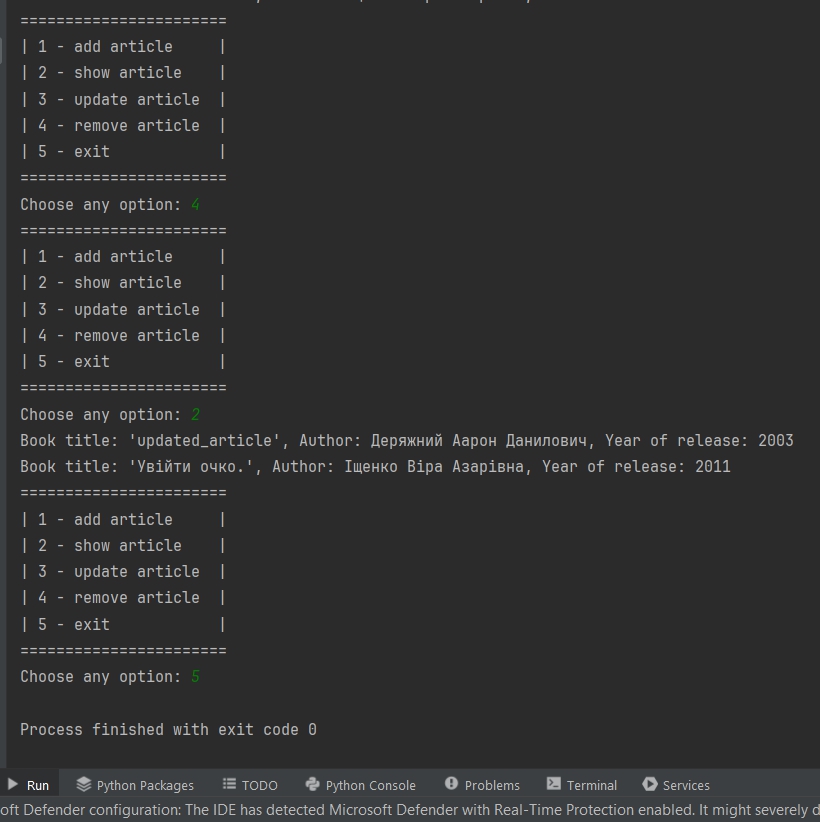 =======================
| 1 - add article     |
| 2 - show article    |
| 3 - update article  |
| 4 - remove article  |
| 5 - exit            |
=======================
Choose any option: 4
=======================
| 1 - add article     |
| 2 - show article    |
| 3 - update article  |
| 4 - remove article  |
| 5 - exit            |
=======================
Choose any option: 2
Book title: 'updated_article', Author: Деряжний Аарон Данилович, Year of release: 2003
Book title: 'Увійти очко.', Author: Іщенко Віра Азарівна, Year of release: 2011
=======================
| 1 - add article     |
| 2 - show article    |
| 3 - update article  |
| 4 - remove article  |
| 5 - exit            |
=======================
Choose any option: 5
Process finished with exit code 0
Run Python Packages TODO Python Console Problems Terminal Services
oft Defender configuration: The IDE has detected Microsoft Defender with Real-Time Protection enabled. It might severely d